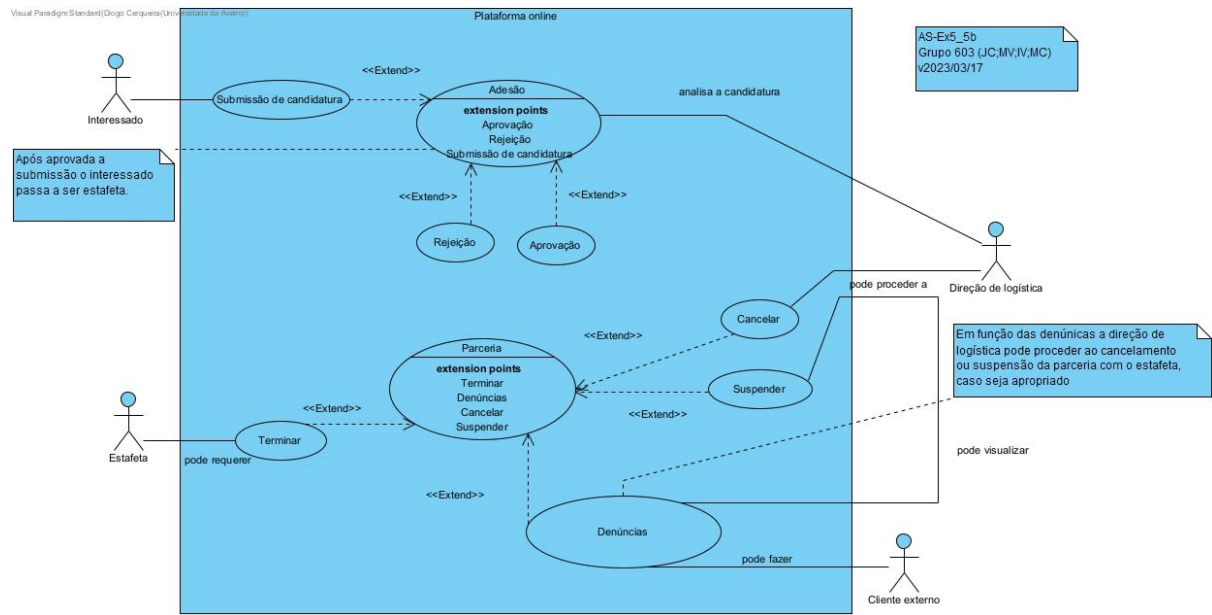 Visual Paradigm Standard(Diogo Cerqueira(Universidade de Aveiro))
Plataforma online
AS-Ex5_5b
Grupo 603 (JC;MV;IV;MC)
v2023/03/17
<<Extend>>
Submissão de candidatura
Interessado
Adesão
extension points
Aprovação
Rejeição
Submissão de candidatura
analisa a candidatura
Após aprovada a
submissão o interessado
passa a ser estafeta.
<<Extend>>
<<Extend>>
Rejeição
Aprovação
Direção de logística
pode proceder a
Cancelar
<<Extend>>
Em função das denúnicas a direção de
logística pode proceder ao cancelamento
ou suspensão da parceria com o estafeta,
caso seja apropriado
Parceria
extension points
Terminar
Denúncias
Cancelar
Suspender
Suspender
<<Extend>>
<<Extend>>
Terminar
Estafeta
pode requerer
pode visualizar
<<Extend>>
Denúncias
pode fazer
Cliente externo